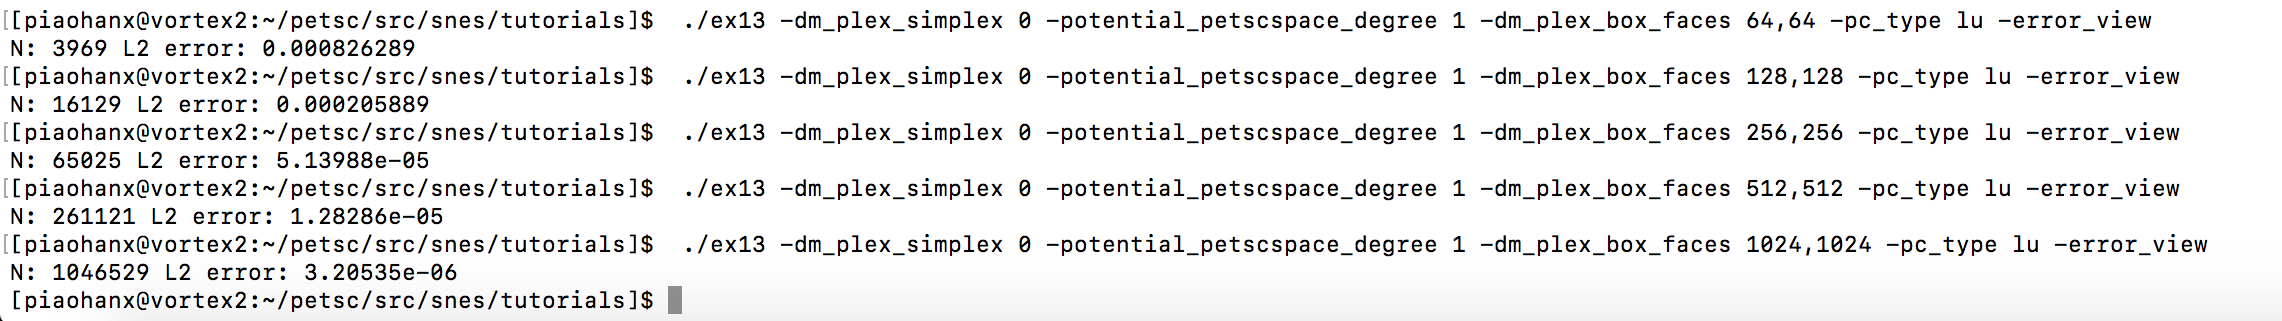 [[piaohanx@vortex2:~/petsc/src/snes/tutorials]$  ./ex13 -dm_plex_simplex 0 -potential_petscspace_degree 1 -dm_plex_box_faces 64,64 -pc_type lu -error_view
N: 3969 L2 error: 0.000826289
[[piaohanx@vortex2:~/petsc/src/snes/tutorials]$  ./ex13 -dm_plex_simplex 0 -potential_petscspace_degree 1 -dm_plex_box_faces 128,128 -pc_type lu -error_view
N: 16129 L2 error: 0.000205889
[[piaohanx@vortex2:~/petsc/src/snes/tutorials]$  ./ex13 -dm_plex_simplex 0 -potential_petscspace_degree 1 -dm_plex_box_faces 256,256 -pc_type lu -error_view
N: 65025 L2 error: 5.13988e-05
[[piaohanx@vortex2:~/petsc/src/snes/tutorials]$  ./ex13 -dm_plex_simplex 0 -potential_petscspace_degree 1 -dm_plex_box_faces 512,512 -pc_type lu -error_view
N: 261121 L2 error: 1.28286e-05
[[piaohanx@vortex2:~/petsc/src/snes/tutorials]$  ./ex13 -dm_plex_simplex 0 -potential_petscspace_degree 1 -dm_plex_box_faces 1024,1024 -pc_type lu -error_view
N: 1046529 L2 error: 3.20535e-06
[piaohanx@vortex2:~/petsc/src/snes/tutorials]$